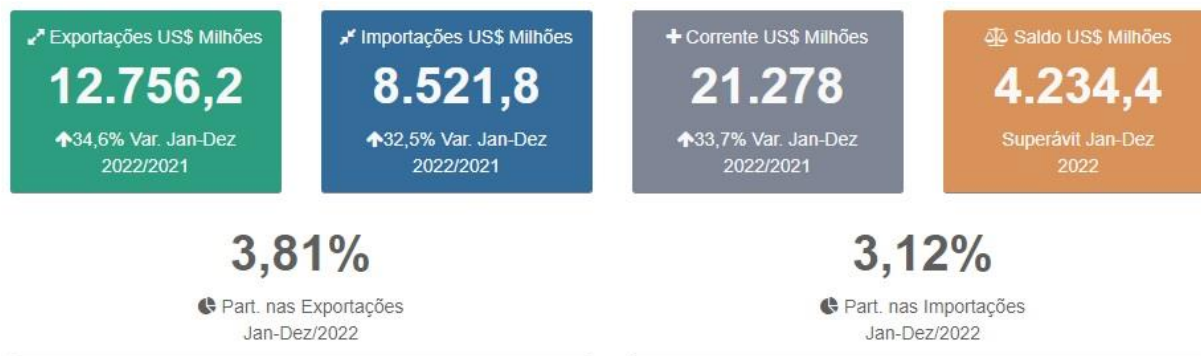 Exportações US$ Milhões
12.756,2
34,6% Var. Jan-Dez
2022/2021
Importações US$ Milhões
8.521,8
32,5% Var. Jan-Dez
2022/2021
Corrente US$ Milhões
21.278
33,7% Var. Jan-Dez
2022/2021
Saldo US$ Milhões
4.234,4
Superávit Jan-Dez
2022
3,81%
Part. nas Exportações
Jan-Dez/2022
3,12%
Part. nas Importações
Jan-Dez/2022